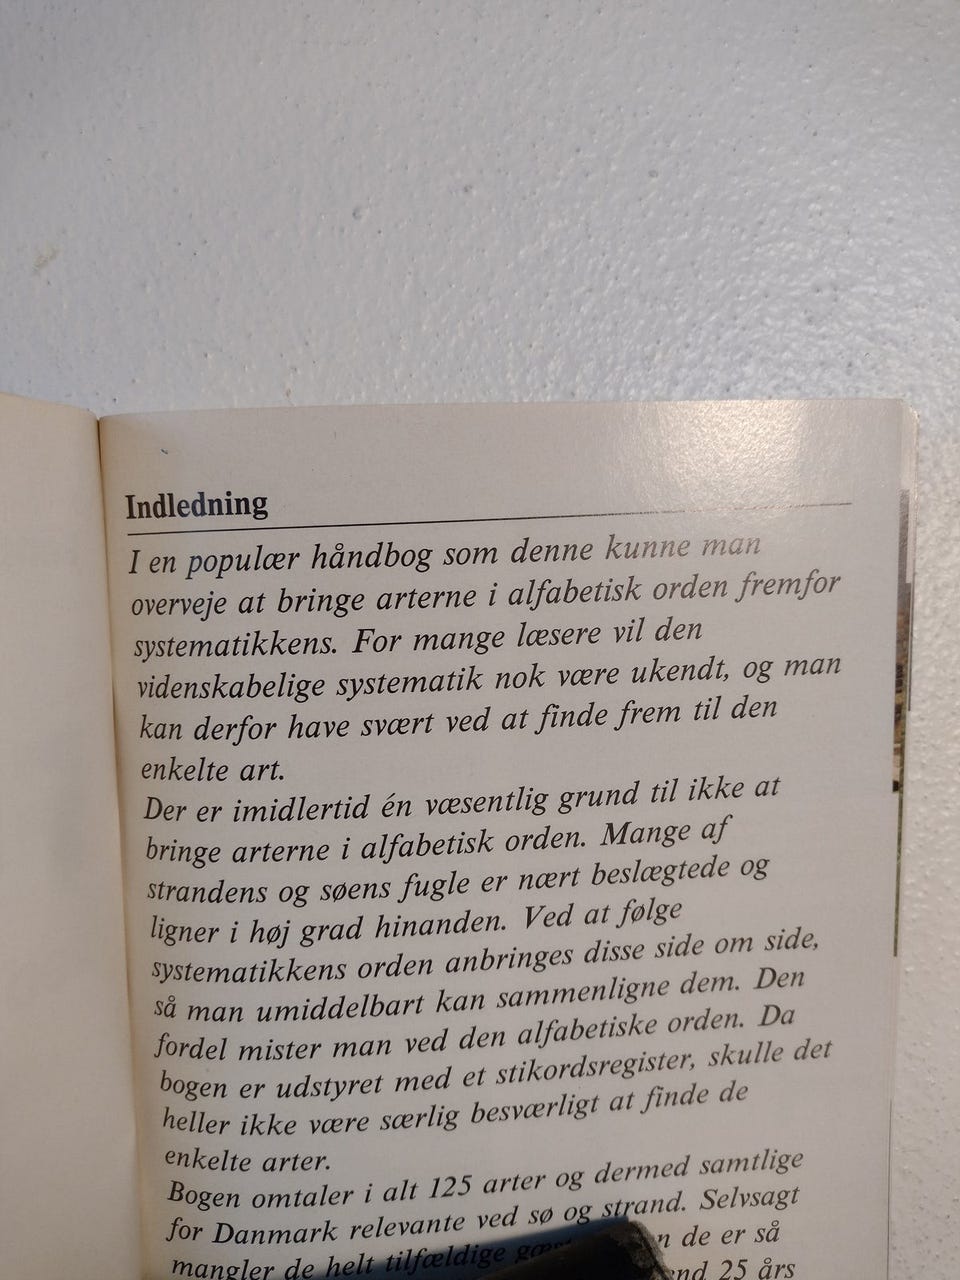 Indledning
I en populær håndbog som denne kunne man
overveje at bringe arterne i alfabetisk orden fremfor
systematikkens. For mange læsere vil den
videnskabelige systematik nok være ukendt, og man
kan derfor have svært ved at finde frem til den
enkelte art.
Der er imidlertid én væsentlig grund til ikke at
bringe arterne i alfabetisk orden. Mange af
strandens og søens fugle er nært beslægtede og
ligner i høj grad hinanden. Ved at følge
systematikkens orden anbringes disse side om side,
så man umiddelbart kan sammenligne dem. Den
fordel mister man ved den alfabetiske orden. Da
bogen er udstyret med et stikordsregister, skulle det
heller ikke være særlig besværligt at finde de
enkelte arter.
Bogen omtaler i alt 125 arter og dermed samtlige
for Danmark relevante ved sø og strand. Selvsagt
mangler de helt tilfældige de er så
25 års